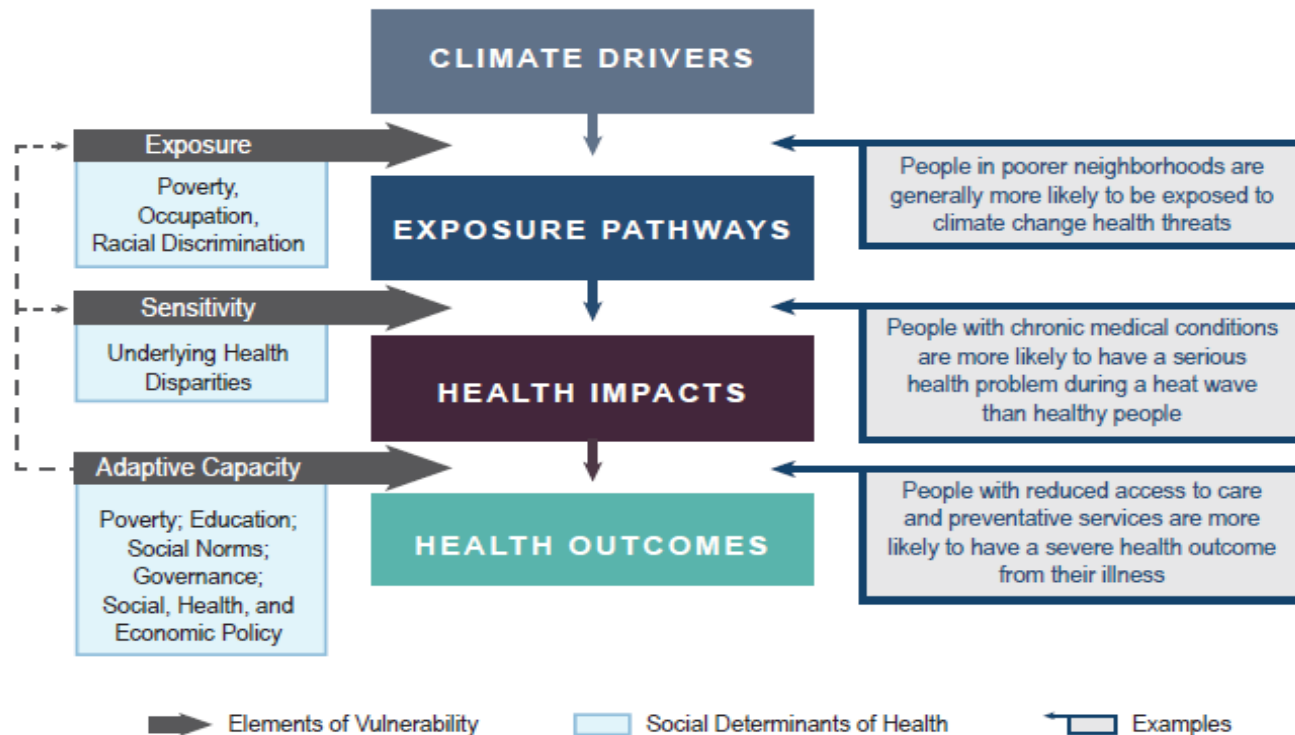 CLIMATE DRIVERS
Exposure
Poverty,
Occupation,
Racial Discrimination
People in poorer neighborhoods are
generally more likely to be exposed to
climate change health threats
EXPOSURE PATHWAYS
Sensitivity
Underlying Health
Disparities
People with chronic medical conditions
are more likely to have a serious
health problem during a heat wave
than healthy people
HEALTH IMPACTS
Adaptive Capacity
Poverty; Education;
Social Norms;
Governance;
Social, Health, and
Economic Policy
People with reduced access to care
and preventative services are more
likely to have a severe health outcome
from their illness
HEALTH OUTCOMES
Elements of Vulnerability
Social Determinants of Health
Examples